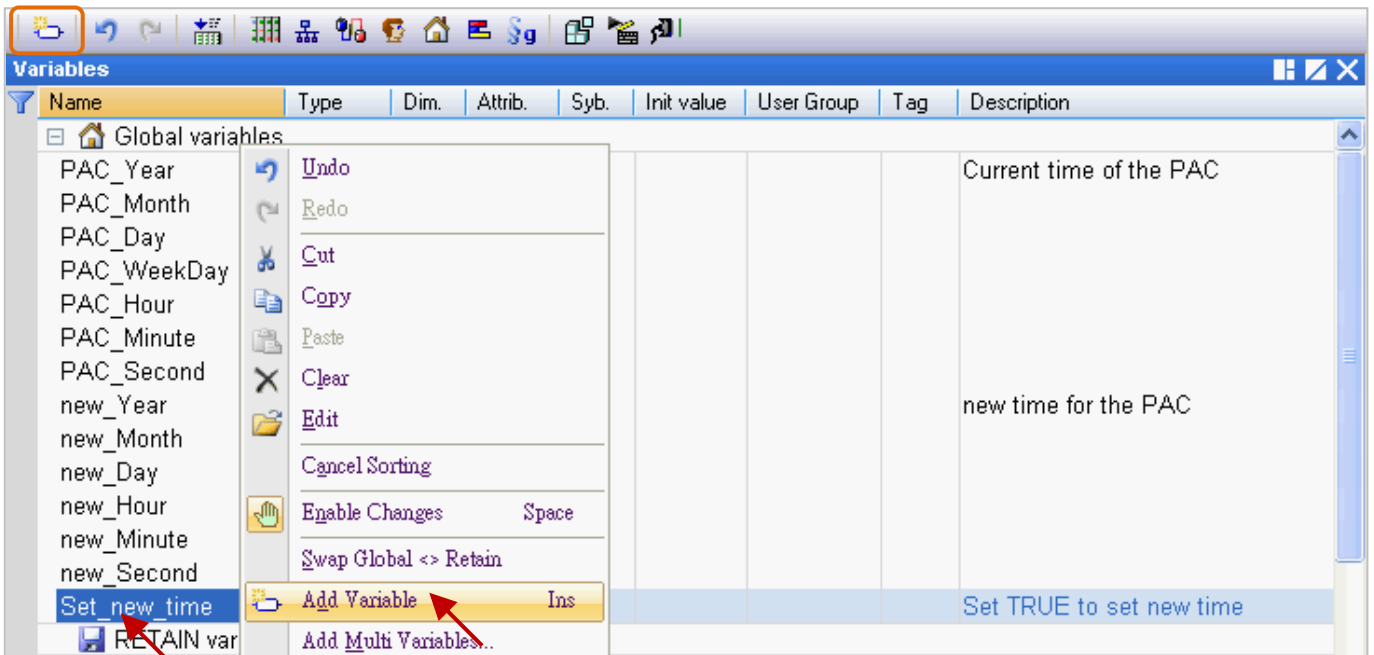 §g
Variables
Name Type Dim. Attrib. Syb. Init value User Group Tag Description
Global variables
PAC_Year Undo Current time of the PAC
PAC_Month Redo
PAC_Day
PAC_WeekDay Cut
PAC_Hour Copy
PAC_Minute Paste
PAC_Second Clear
new_Year Edit new time for the PAC
new_Month
new_Day Cancel Sorting
new_Hour Enable Changes Space
new_Minute
new_Second Swap Global <> Retain
Set_new_time Add Variable Ins Set TRUE to set new time
RETAIN var Add Multi Variables...